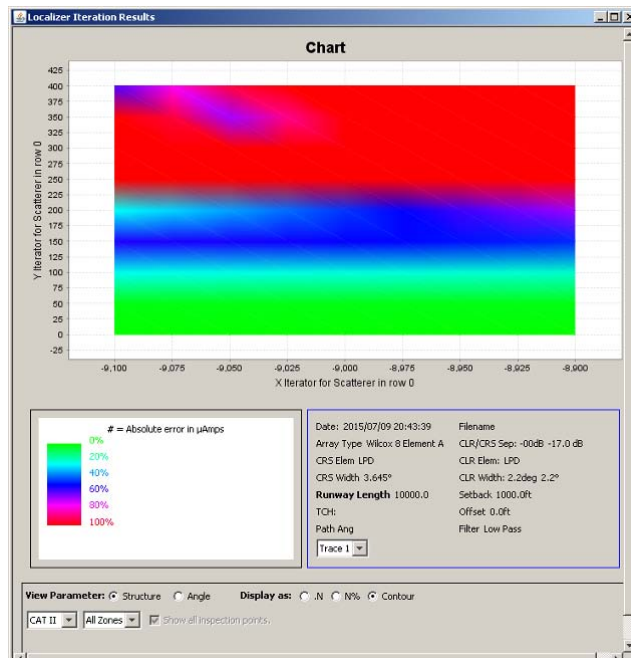 Localizer Iteration Results
Chart
425
400
375
350
325
300
275
250
225
200
175
150
125
100
75
50
25
0
-25
Y Iterator for Scatterer in row 0
-9,100 -9,075 -9,050 -9,025 -9,000 -8,975 -8,950 -8,925 -8,900
X Iterator for Scatterer in row 0
# = Absolute error in µAmps
0%
20%
40%
60%
80%
100%
Date: 2015/07/09 20:43:39 Filename
Array Type Wilcox 8 Element A CLR/CRS Sep: -00dB -17.0 dB
CRS Elem LPD CLR Elem: LPD
CRS Width 3.645° CLR Width: 2.2deg 2.2°
Runway Length 10000.0 Setback 1000.0ft
TCH: Offset 0.0ft
Path Ang Filter Low Pass
Trace 1
View Parameter: Structure Angle Display as: .N N% Contour
CAT II All Zones Show all inspection points.